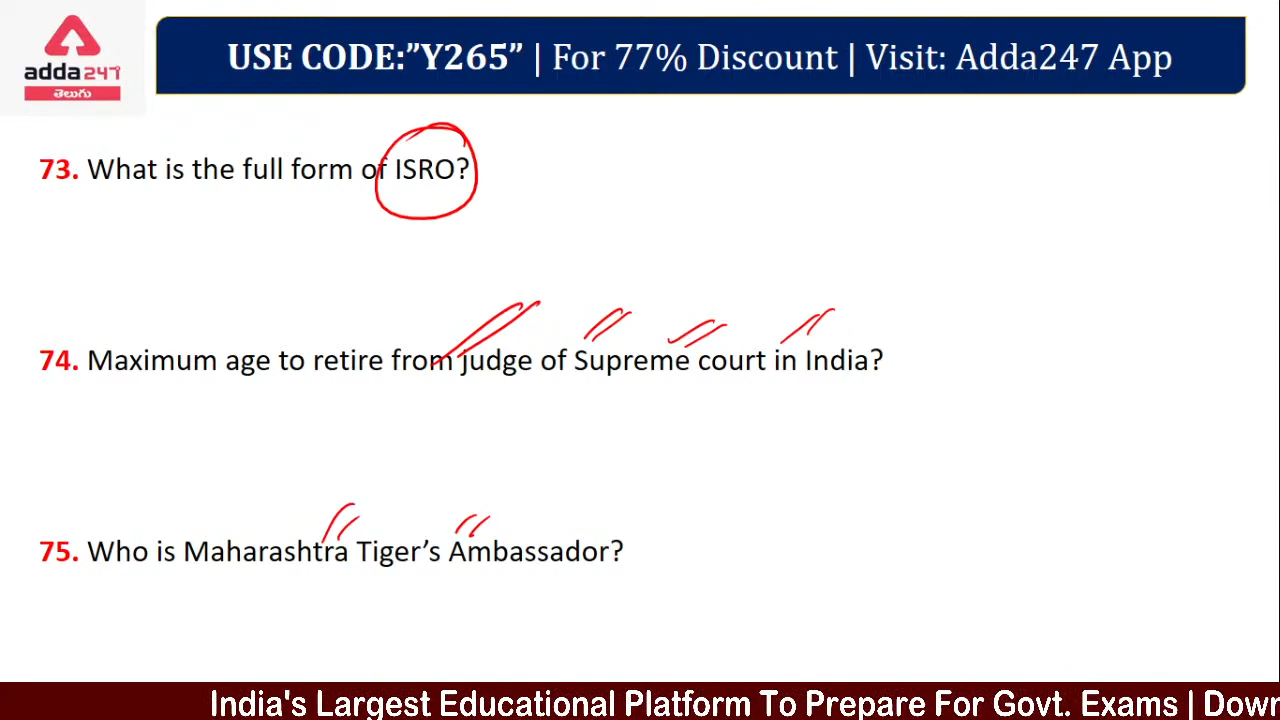 adda247
తెలుగు
USE CODE:”Y265” | For 77% Discount | Visit: Adda247 App
73. What is the full form of ISRO?
74. Maximum age to retire from judge of Supreme court in India?
75. Who is Maharashtra Tiger’s Ambassador?
India's Largest Educational Platform To Prepare For Govt. Exams | Down